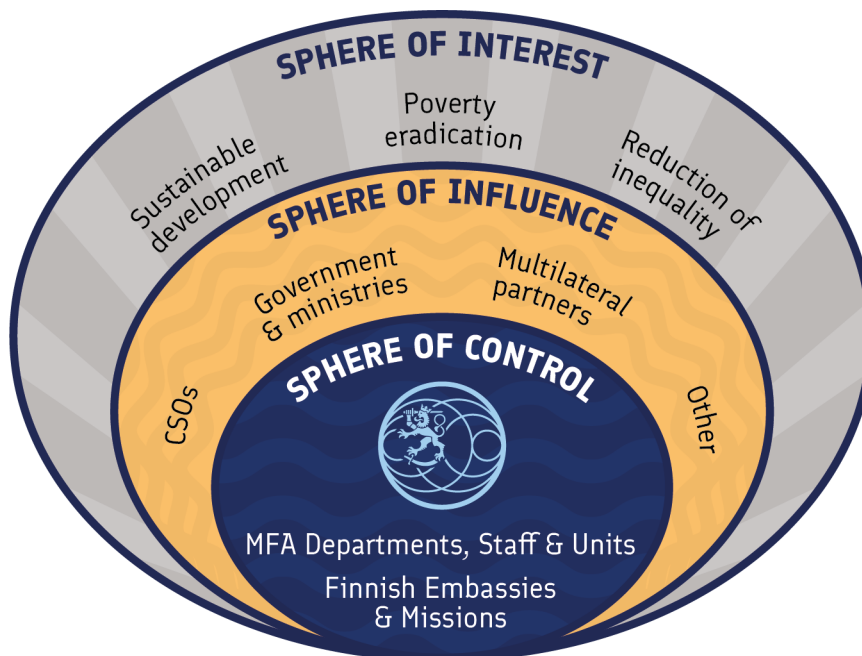 SPHERE OF INTEREST
Sustainable
development
Poverty
eradication
Reduction of
inequality
SPHERE OF INFLUENCE
CSOs
Government
& ministries
Multilateral
partners
Other
SPHERE OF CONTROL
MFA Departments, Staff & Units
Finnish Embassies
& Missions